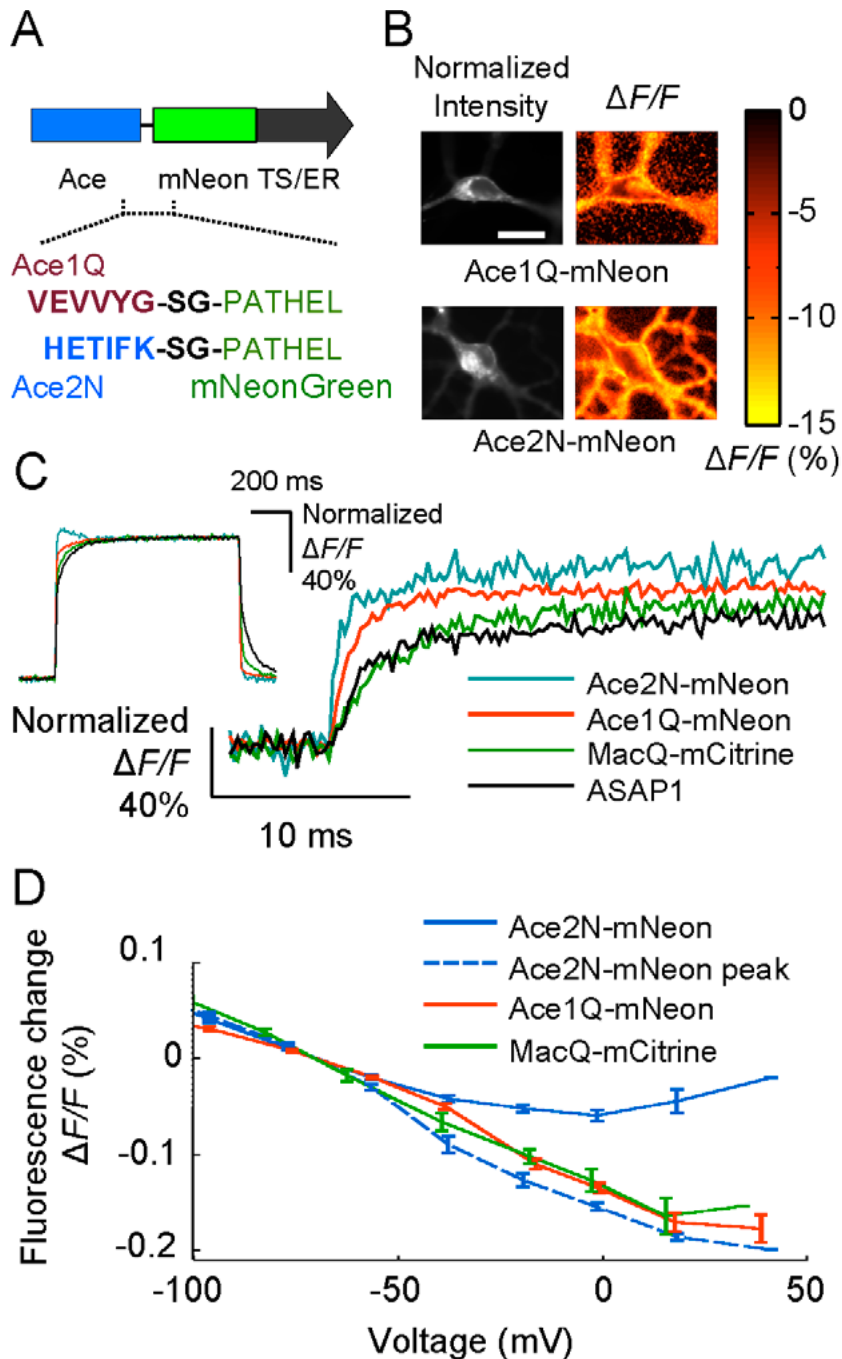 A
Ace mNeon TS/ER
Ace1Q
VEVVYG-SG-PATHEL
HETIFK-SG-PATHEL
Ace2N mNeonGreen
B
Normalized
Intensity
ΔF/F
Ace1Q-mNeon
Ace2N-mNeon
0
-5
-10
-15
ΔF/F (%)
C
200 ms
Normalized
ΔF/F
40%
Normalized
ΔF/F
40%
10 ms
Ace2N-mNeon
Ace1Q-mNeon
MacQ-mCitrine
ASAP1
D
Fluorescence change
ΔF/F (%)
0.1
0
-0.1
-0.2
-100 -50 0 50
Voltage (mV)
Ace2N-mNeon
Ace2N-mNeon peak
Ace1Q-mNeon
MacQ-mCitrine